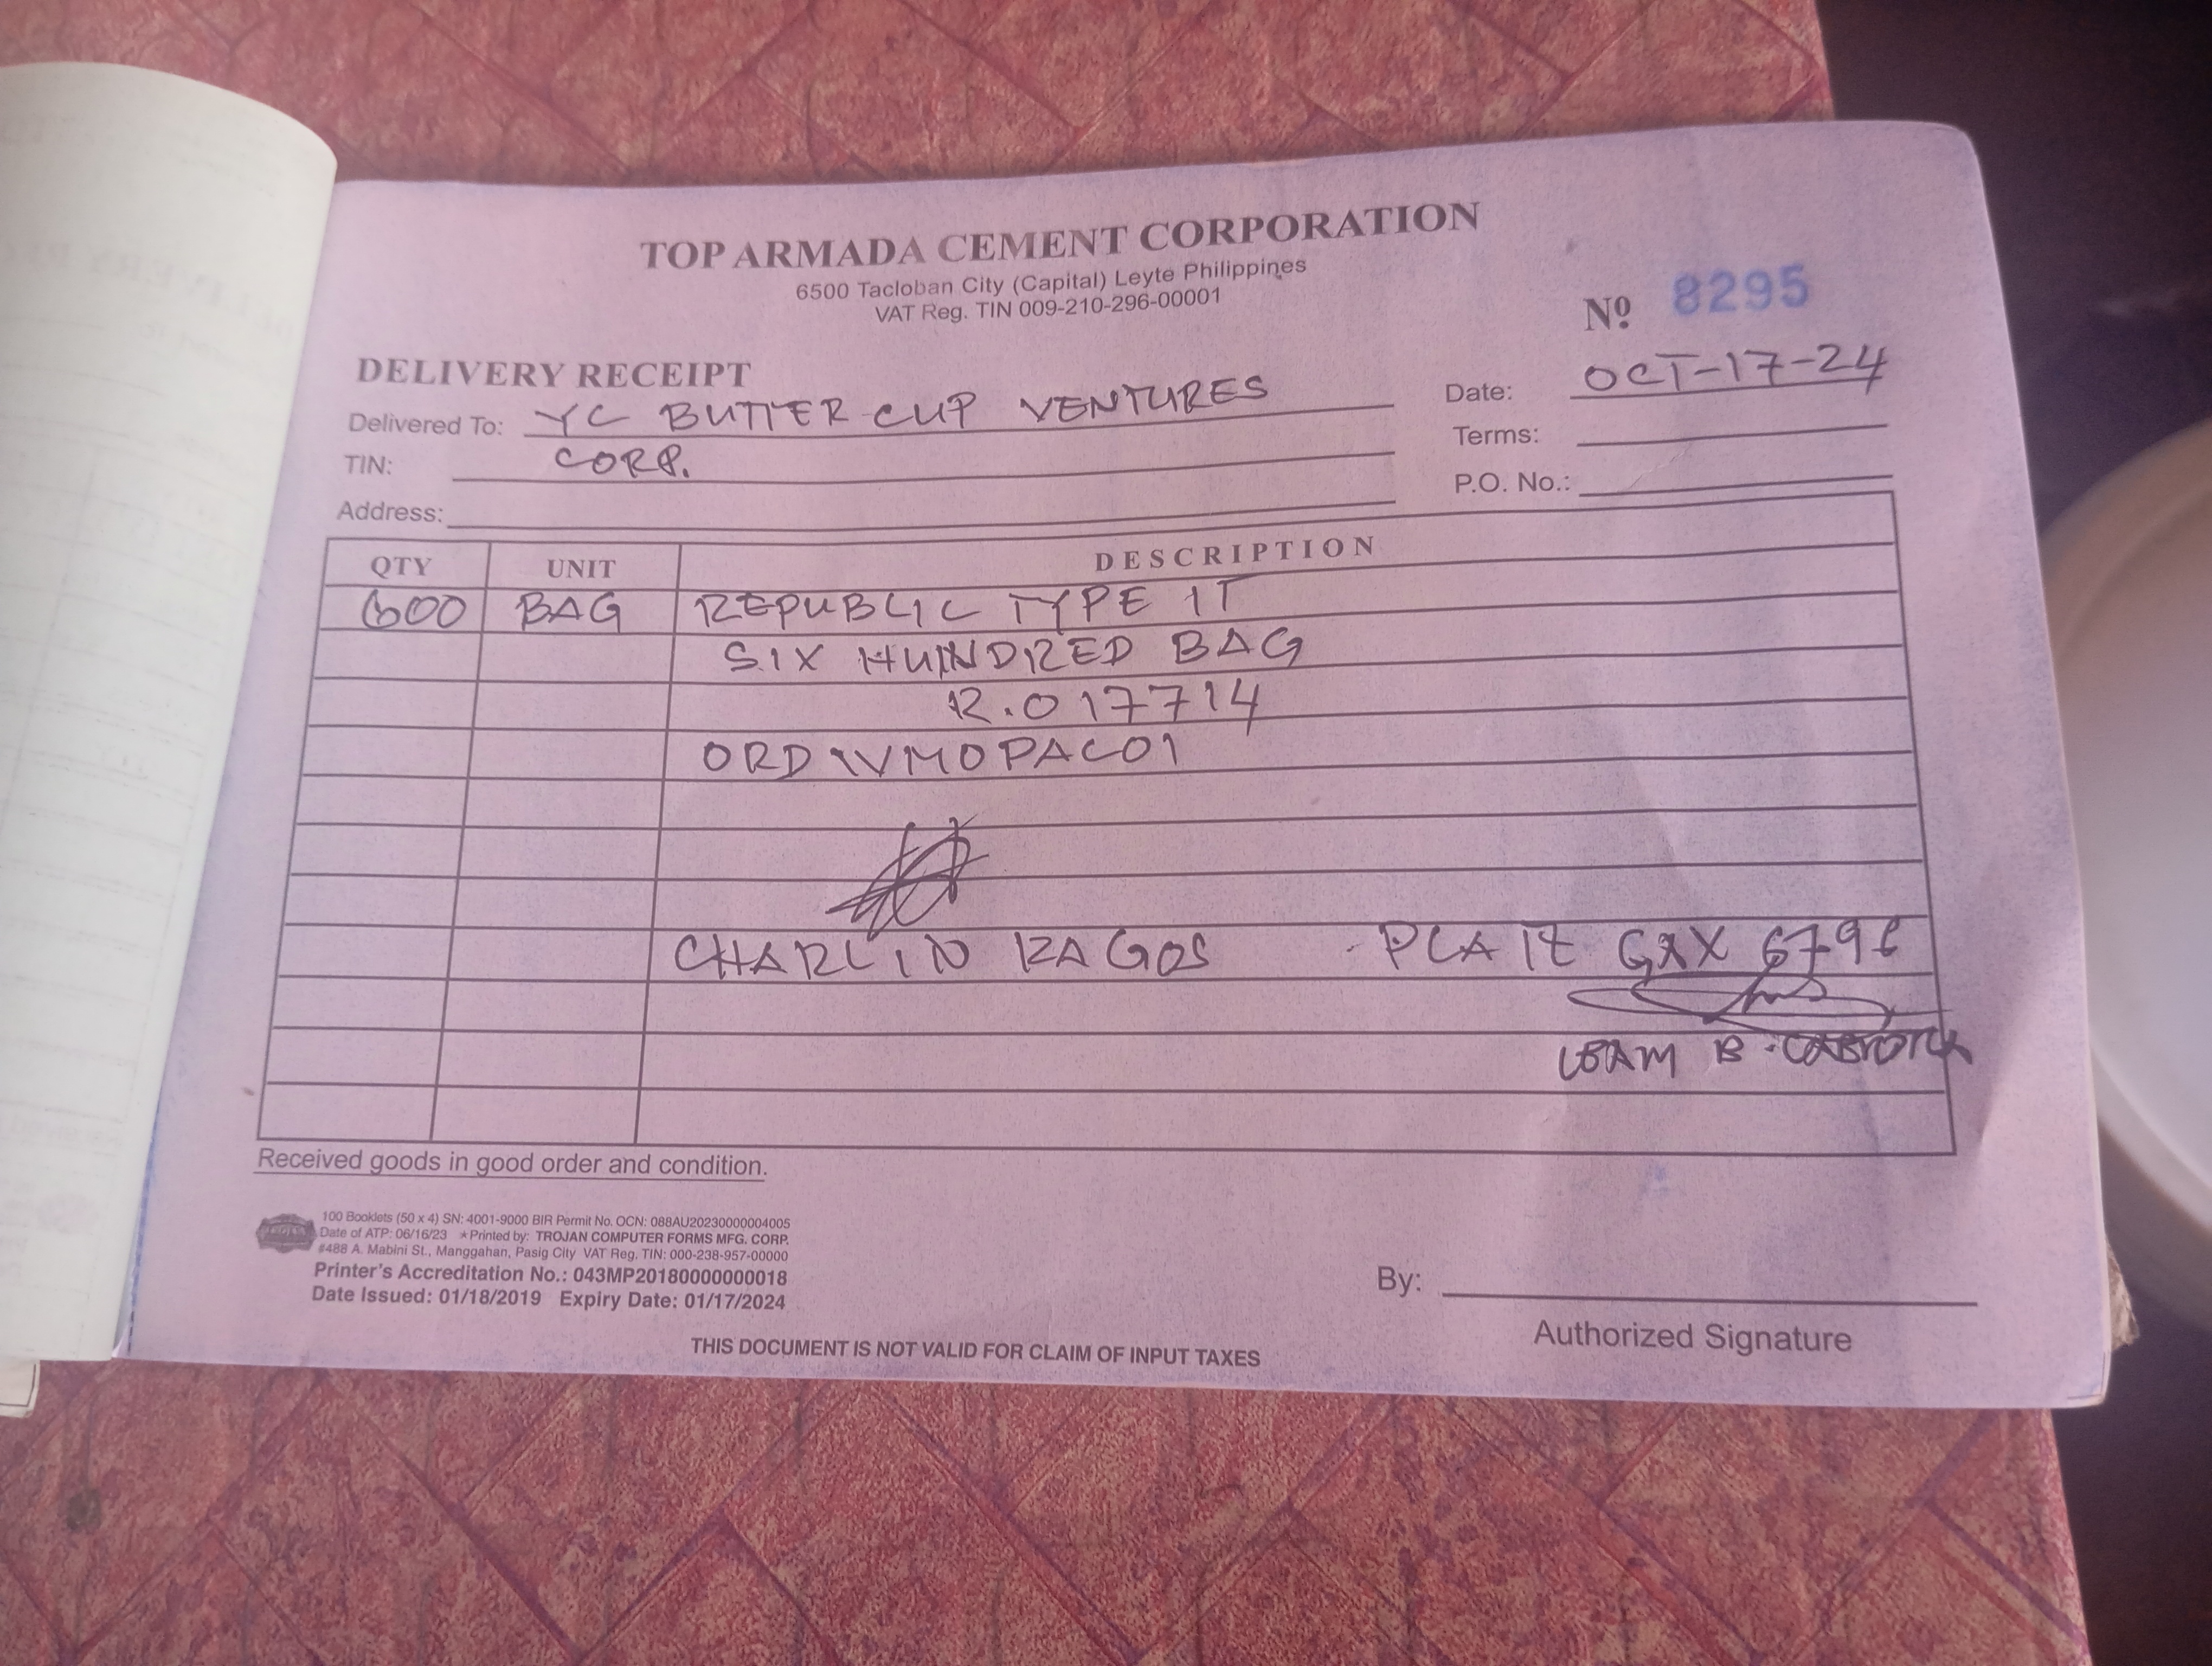 TOP ARMADA CEMENT CORPORATION
6500 Tacloban City (Capital) Leyte Philippines
VAT Reg. TIN 009-210-296-00001
Nº 8295
DELIVERY RECEIPT
Date: OCT-17-24
Delivered To: YC BUTTER CUP VENTURES
Terms:
TIN: CORP.
P.O. No.:
Address:
QTY UNIT DESCRIPTION
600 BAG REPUBLIC TYPE 1T
SIX HUNDRED BAG
R.017714
ORD1VMOPAC01
CHARLIN RAGOS PLATE GXX 679
B.
Received goods in good order and condition.
100 Booklets (50 x 4) SN: 4001-9000 BIR Permit No. OCN: 088AU20230000004005
Date of ATP: 06/16/23 ★Printed by: TROJAN COMPUTER FORMS MFG. CORP.
#488 A. Mabini St., Manggahan, Pasig City VAT Reg. TIN: 000-238-957-00000
Printer's Accreditation No.: 043MP20180000000018
Date Issued: 01/18/2019 Expiry Date: 01/17/2024
By:
Authorized Signature
THIS DOCUMENT IS NOT VALID FOR CLAIM OF INPUT TAXES